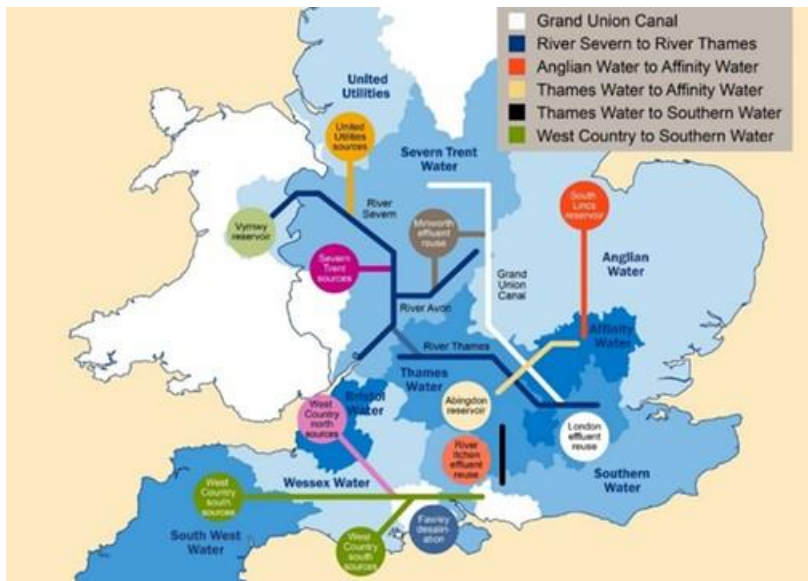 Grand Union Canal
River Severn to River Thames
Anglian Water to Affinity Water
Thames Water to Affinity Water
Thames Water to Southern Water
West Country to Southern Water
United
Utilities
United
Utilities
sources
Severn Trent
Water
River
Severn
Vyrnwy
reservoir
Minworth
effluent
reuse
South
Lincs
reservoir
Severn
Trent
sources
Anglian
Water
Grand
Union
Canal
River Avon
Affinity
Water
River Thames
Thames
Water
Bristol
Water
West
Country
north
sources
Abingdon
reservoir
London
effluent
reuse
River
Itchen
effluent
reuse
Southern
Water
Wessex Water
West
Country
south
sources
South West
Water
West
Country
south
sources
Fawley
desalin-
ation